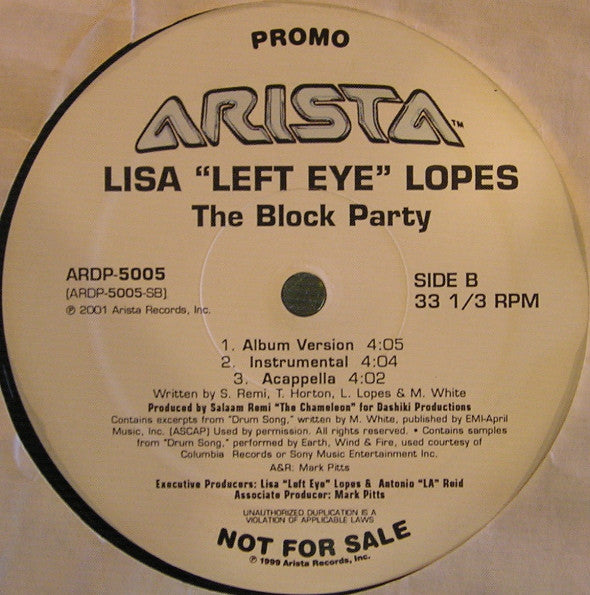 PROMO
ARISTA™
LISA "LEFT EYE" LOPES
The Block Party
ARDP-5005
(ARDP-5005-SB)
℗ 2001 Arista Records, Inc.
SIDE B
33 1/3 RPM
1. Album Version 4:05
2. Instrumental 4:04
3. Acappella 4:02
Written by S. Remi, T. Horton, L. Lopes & M. White
Produced by Salaam Remi "The Chameleon" for Dashiki Productions
Contains excerpts from "Drum Song," written by M. White, published by EMI-April
Music, Inc. (ASCAP) Used by permission. All rights reserved. • Contains samples
from "Drum Song," performed by Earth, Wind & Fire, used courtesy of
Columbia Records or Sony Music Entertainment Inc.
A&R: Mark Pitts
Executive Producers: Lisa "Left Eye" Lopes & Antonio "LA" Reid
Associate Producer: Mark Pitts
UNAUTHORIZED DUPLICATION IS A
VIOLATION OF APPLICABLE LAWS
NOT FOR SALE
℗ 1999 Arista Records, Inc.